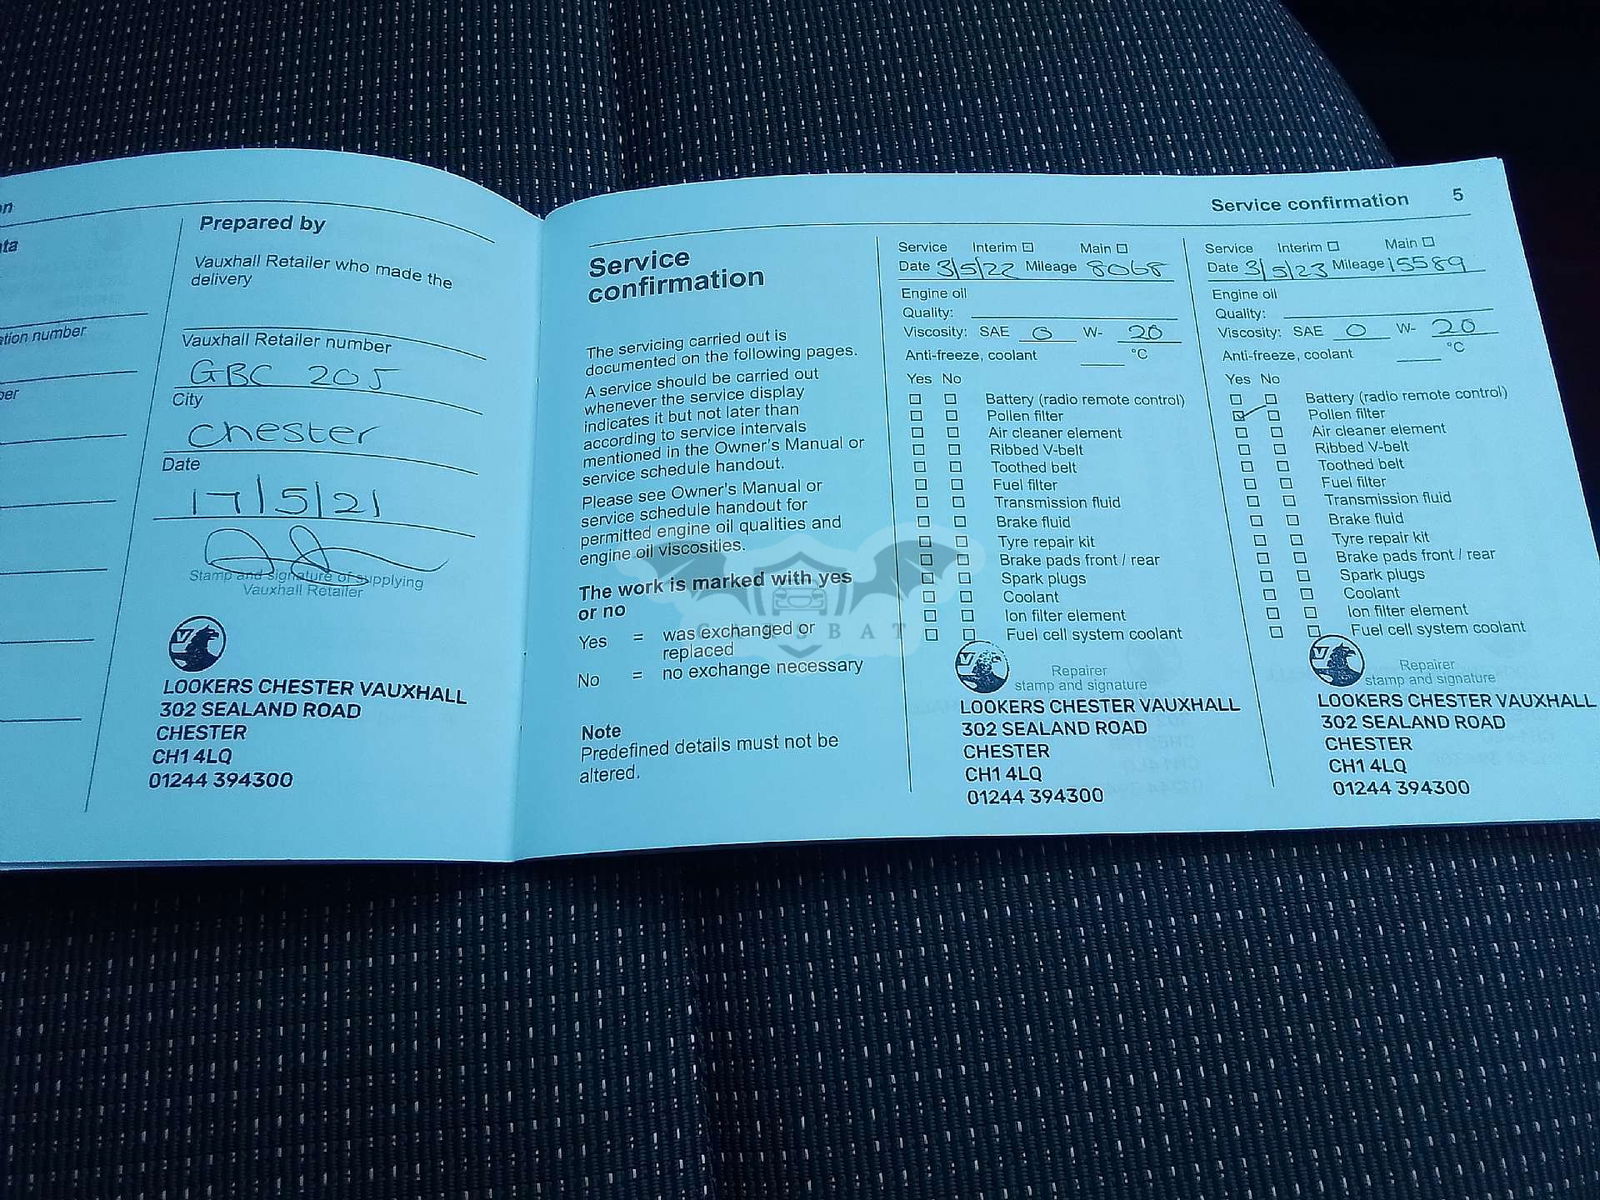 on
Prepared by
ata
Vauxhall Retailer who made the
delivery
ation number
Vauxhall Retailer number
GBC 205
ber
City
Chester
Date
17/5/21
Stamp and signature of supplying
Vauxhall Retailer
LOOKERS CHESTER VAUXHALL
302 SEALAND ROAD
CHESTER
CH1 4LQ
01244 394300
Service confirmation 5
Service
confirmation
The servicing carried out is
documented on the following pages.
A service should be carried out
whenever the service display
indicates it but not later than
according to service intervals
mentioned in the Owner's Manual or
service schedule handout.
Please see Owner's Manual or
service schedule handout for
permitted engine oil qualities and
engine oil viscosities.
The work is marked with yes
or no
Yes = was exchanged or
replaced
No = no exchange necessary
Note
Predefined details must not be
altered.
Service Interim Main
Date 3/5/22 Mileage 8068
Engine oil
Quality:
Viscosity: SAE 0 W- 20
Anti-freeze, coolant °C
Yes No
Battery (radio remote control)
Pollen filter
Air cleaner element
Ribbed V-belt
Toothed belt
Fuel filter
Transmission fluid
Brake fluid
Tyre repair kit
Brake pads front / rear
Spark plugs
Coolant
Ion filter element
Fuel cell system coolant
Repairer
stamp and signature
LOOKERS CHESTER VAUXHALL
302 SEALAND ROAD
CHESTER
CH1 4LQ
01244 394300
Service Interim Main
Date 3/5/23 Mileage 15589
Engine oil
Quality:
Viscosity: SAE 0 W- 20
Anti-freeze, coolant °C
Yes No
Battery (radio remote control)
Pollen filter
Air cleaner element
Ribbed V-belt
Toothed belt
Fuel filter
Transmission fluid
Brake fluid
Tyre repair kit
Brake pads front / rear
Spark plugs
Coolant
Ion filter element
Fuel cell system coolant
Repairer
stamp and signature
LOOKERS CHESTER VAUXHALL
302 SEALAND ROAD
CHESTER
CH1 4LQ
01244 394300